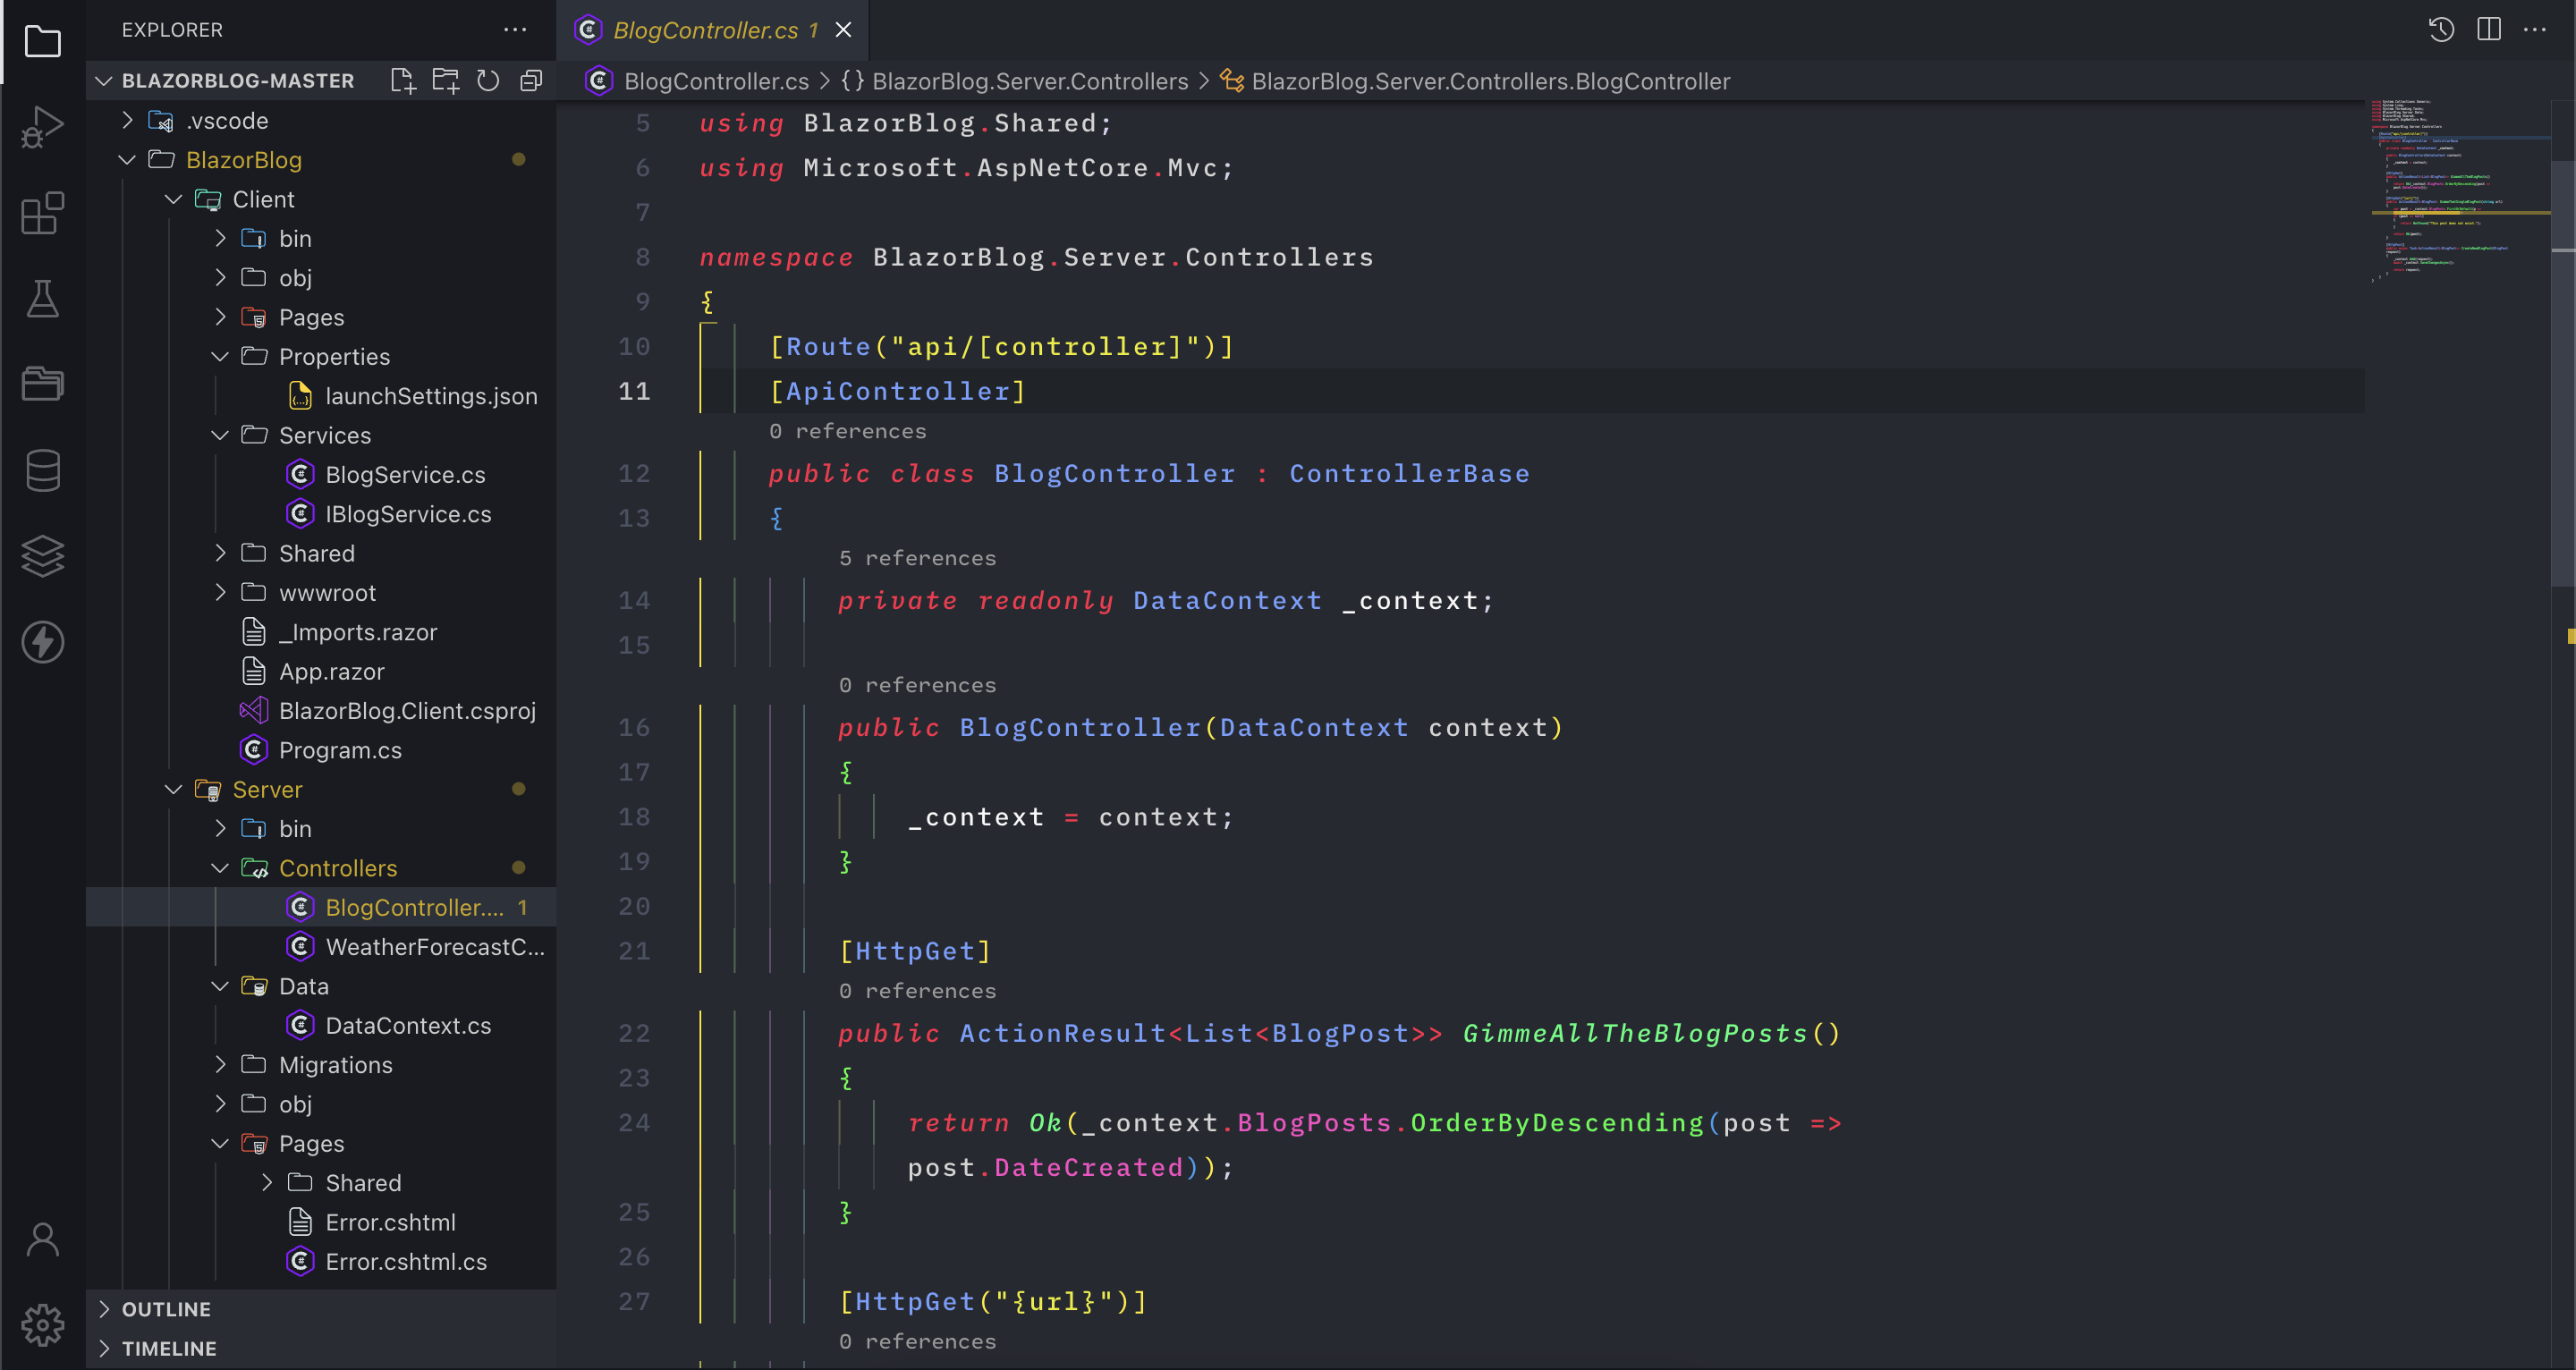 EXPLORER
BLAZORBLOG-MASTER
.vscode
BlazorBlog
Client
bin
obj
Pages
Properties
launchSettings.json
Services
BlogService.cs
IBlogService.cs
Shared
wwwroot
_Imports.razor
App.razor
BlazorBlog.Client.csproj
Program.cs
Server
bin
Controllers
BlogController.... 1
WeatherForecastC...
Data
DataContext.cs
Migrations
obj
Pages
Shared
Error.cshtml
Error.cshtml.cs
OUTLINE
TIMELINE
BlogController.cs 1
BlogController.cs > {} BlazorBlog.Server.Controllers > BlazorBlog.Server.Controllers.BlogController
5 using BlazorBlog.Shared;
6 using Microsoft.AspNetCore.Mvc;
7
8 namespace BlazorBlog.Server.Controllers
9 {
10 [Route("api/[controller]")]
11 [ApiController]
0 references
12 public class BlogController : ControllerBase
13 {
5 references
14 private readonly DataContext _context;
15
0 references
16 public BlogController(DataContext context)
17 {
18 _context = context;
19 }
20
21 [HttpGet]
0 references
22 public ActionResult<List<BlogPost>> GimmeAllTheBlogPosts()
23 {
24 return Ok(_context.BlogPosts.OrderByDescending(post =>
post.DateCreated));
25 }
26
27 [HttpGet("{url}")]
0 references